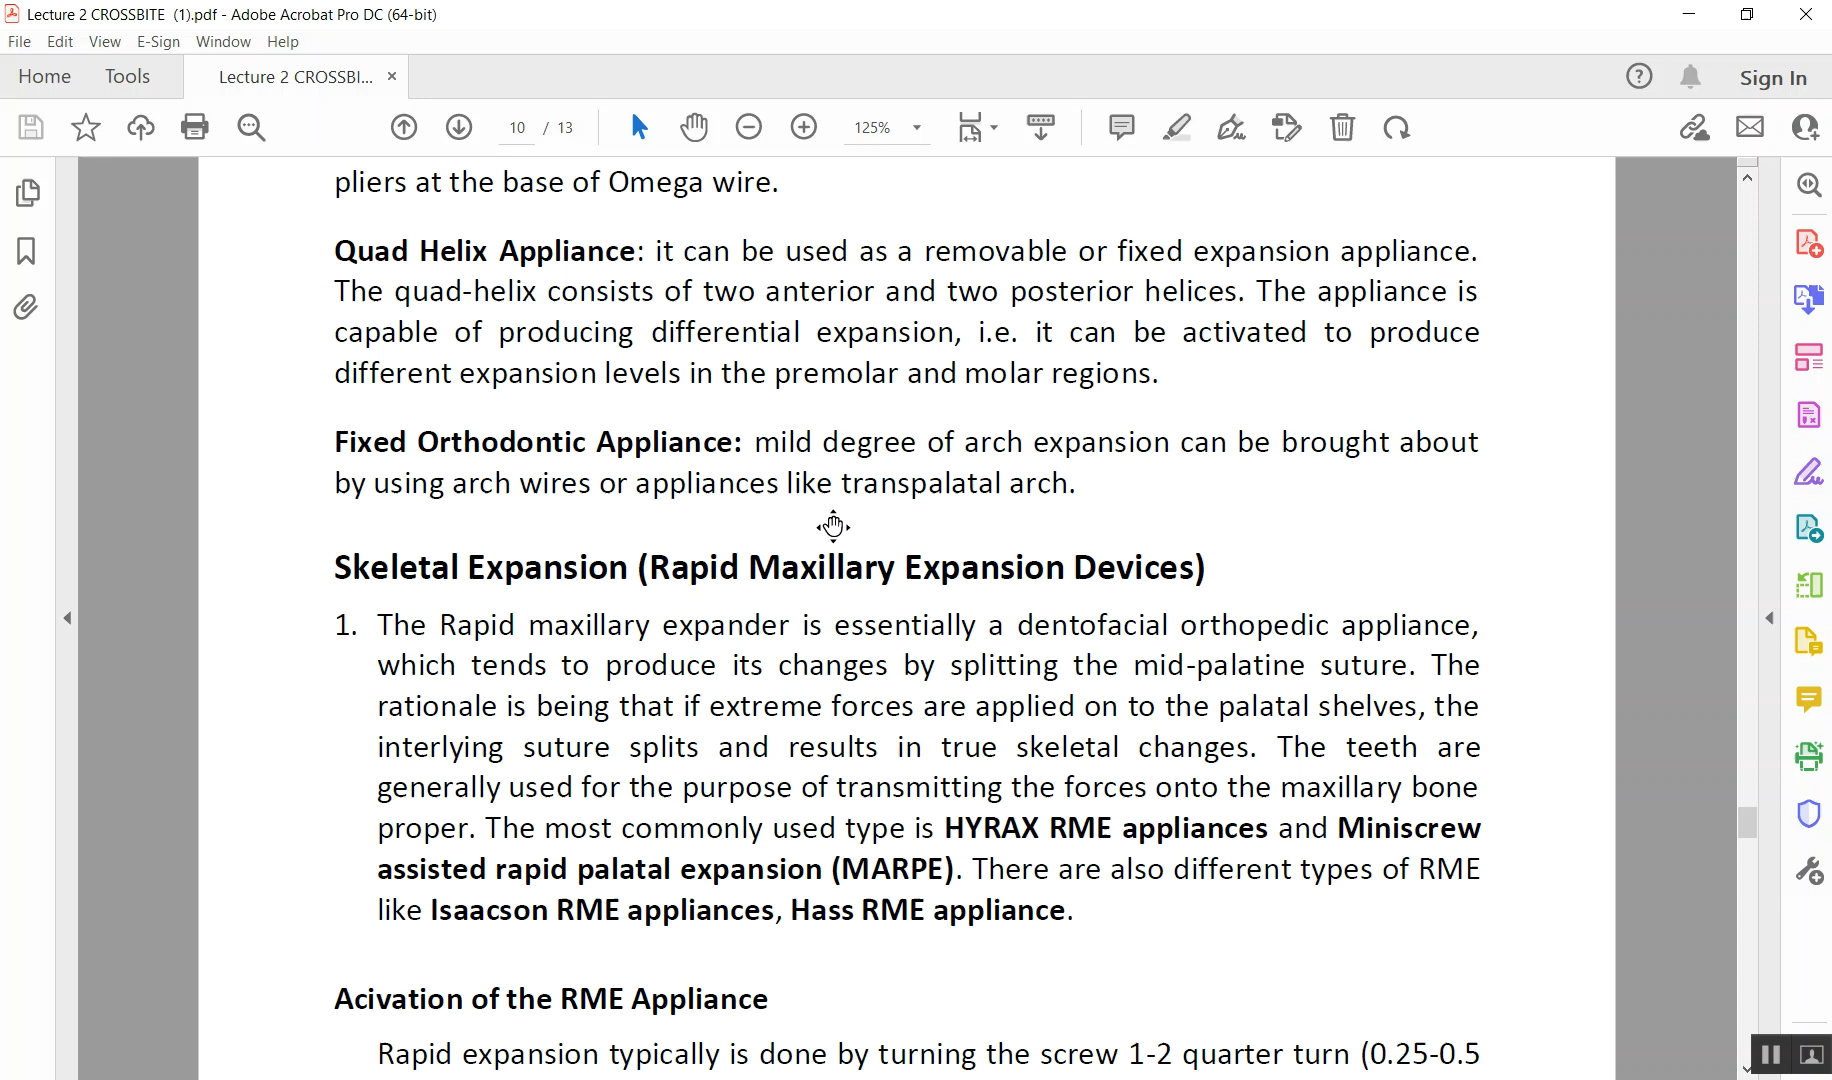 Lecture 2 CROSSBITE (1).pdf - Adobe Acrobat Pro DC (64-bit)
File Edit View E-Sign Window Help
Home Tools Lecture 2 CROSSBI... × Sign In
10 / 13 125%
pliers at the base of Omega wire.
Quad Helix Appliance: it can be used as a removable or fixed expansion appliance.
The quad-helix consists of two anterior and two posterior helices. The appliance is
capable of producing differential expansion, i.e. it can be activated to produce
different expansion levels in the premolar and molar regions.
Fixed Orthodontic Appliance: mild degree of arch expansion can be brought about
by using arch wires or appliances like transpalatal arch.
Skeletal Expansion (Rapid Maxillary Expansion Devices)
1. The Rapid maxillary expander is essentially a dentofacial orthopedic appliance,
which tends to produce its changes by splitting the mid-palatine suture. The
rationale is being that if extreme forces are applied on to the palatal shelves, the
interlying suture splits and results in true skeletal changes. The teeth are
generally used for the purpose of transmitting the forces onto the maxillary bone
proper. The most commonly used type is HYRAX RME appliances and Miniscrew
assisted rapid palatal expansion (MARPE). There are also different types of RME
like Isaacson RME appliances, Hass RME appliance.
Acivation of the RME Appliance
Rapid expansion typically is done by turning the screw 1-2 quarter turn (0.25-0.5